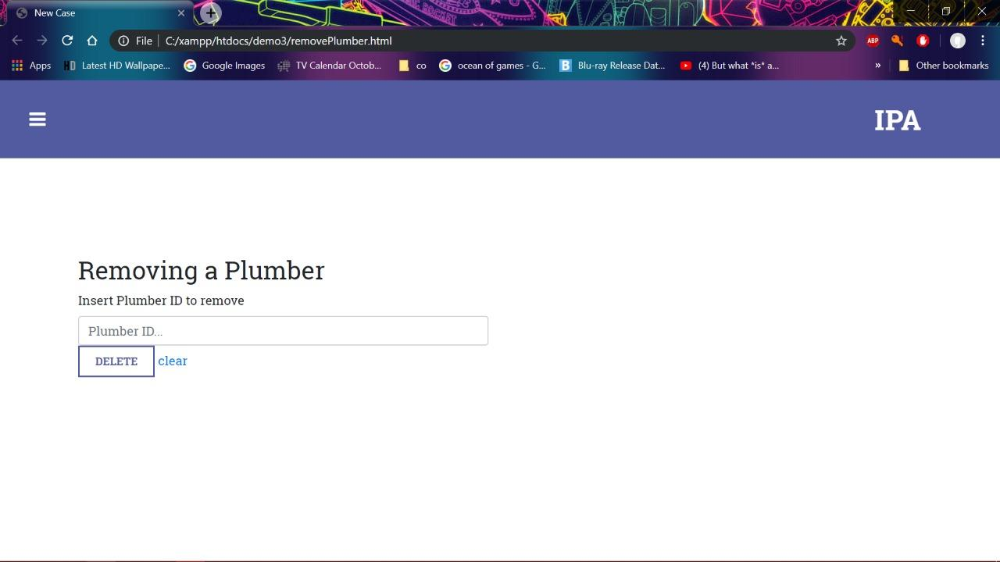 New Case
File C:/xampp/htdocs/demo3/removePlumber.html
ABP
Apps HD Latest HD Wallpape... Google Images TV Calendar Octob... co ocean of games - G... B Blu-ray Release Dat... (4) But what *is* a... » Other bookmarks
IPA
Removing a Plumber
Insert Plumber ID to remove
Plumber ID...
DELETE clear